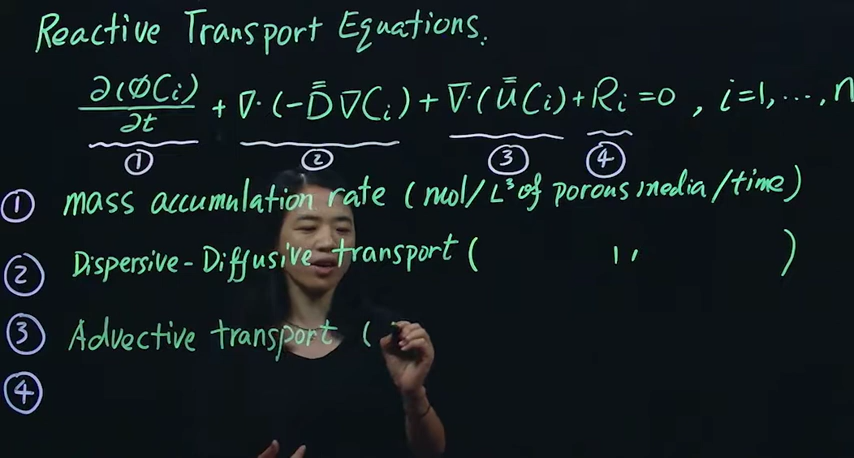 Reactive Transport Equations.
∂(∅Ci)/∂t + ∇·(-D̿∇Ci) + ∇·(u̿Ci) + Ri = 0 , i=1, ..., n
① ② ③ ④
① mass accumulation rate (mol/L³ of porous media/time)
② Dispersive-Diffusive transport ( '' )
③ Advective transport (
④